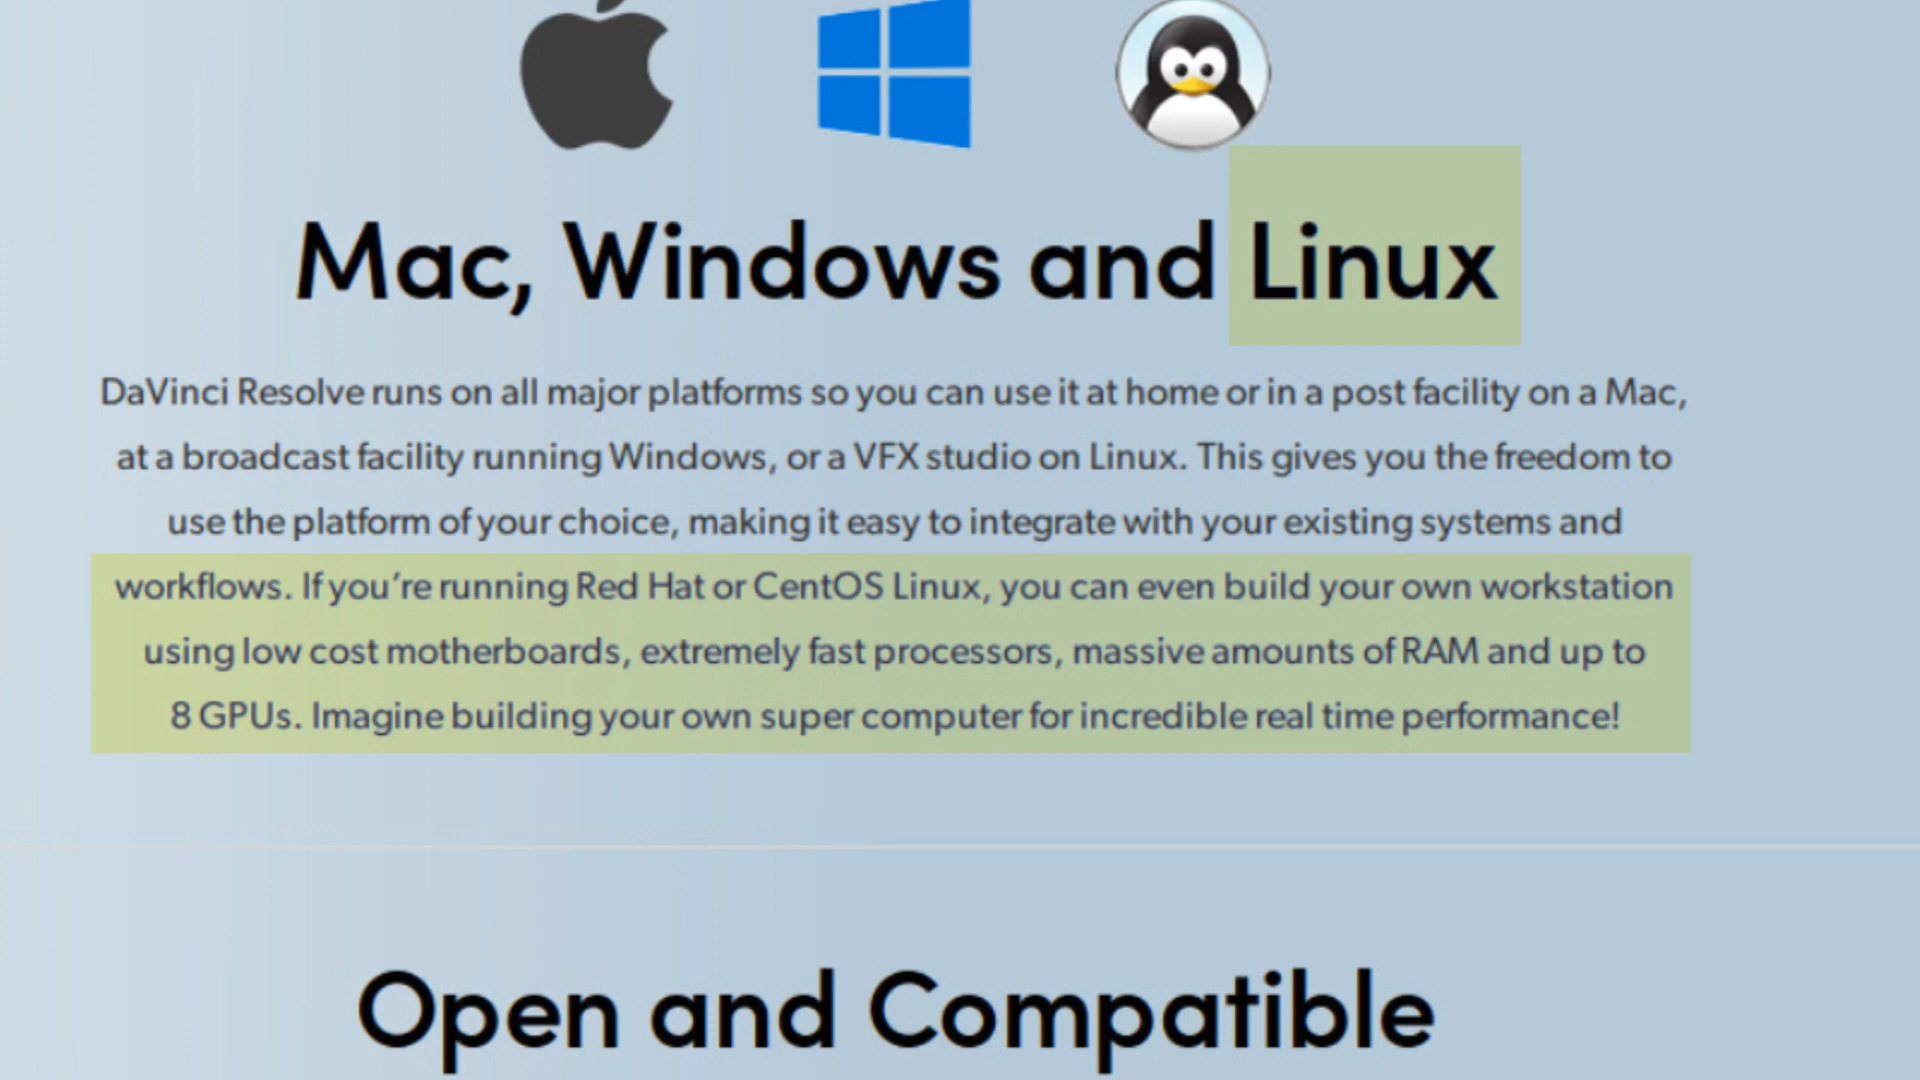 Mac, Windows and Linux
DaVinci Resolve runs on all major platforms so you can use it at home or in a post facility on a Mac,
at a broadcast facility running Windows, or a VFX studio on Linux. This gives you the freedom to
use the platform of your choice, making it easy to integrate with your existing systems and
workflows. If you’re running Red Hat or CentOS Linux, you can even build your own workstation
using low cost motherboards, extremely fast processors, massive amounts of RAM and up to
8 GPUs. Imagine building your own super computer for incredible real time performance!
Open and Compatible